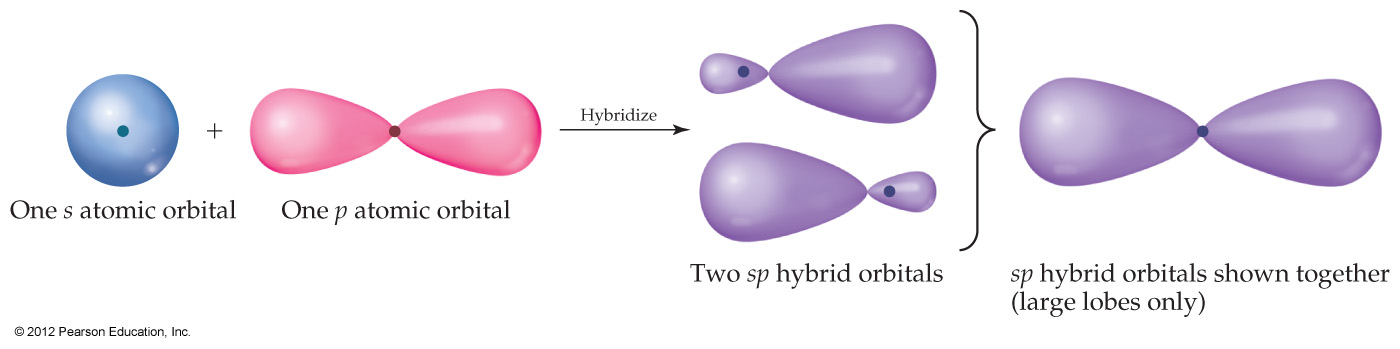 +
Hybridize
One s atomic orbital
One p atomic orbital
Two sp hybrid orbitals
sp hybrid orbitals shown together
(large lobes only)
© 2012 Pearson Education, Inc.